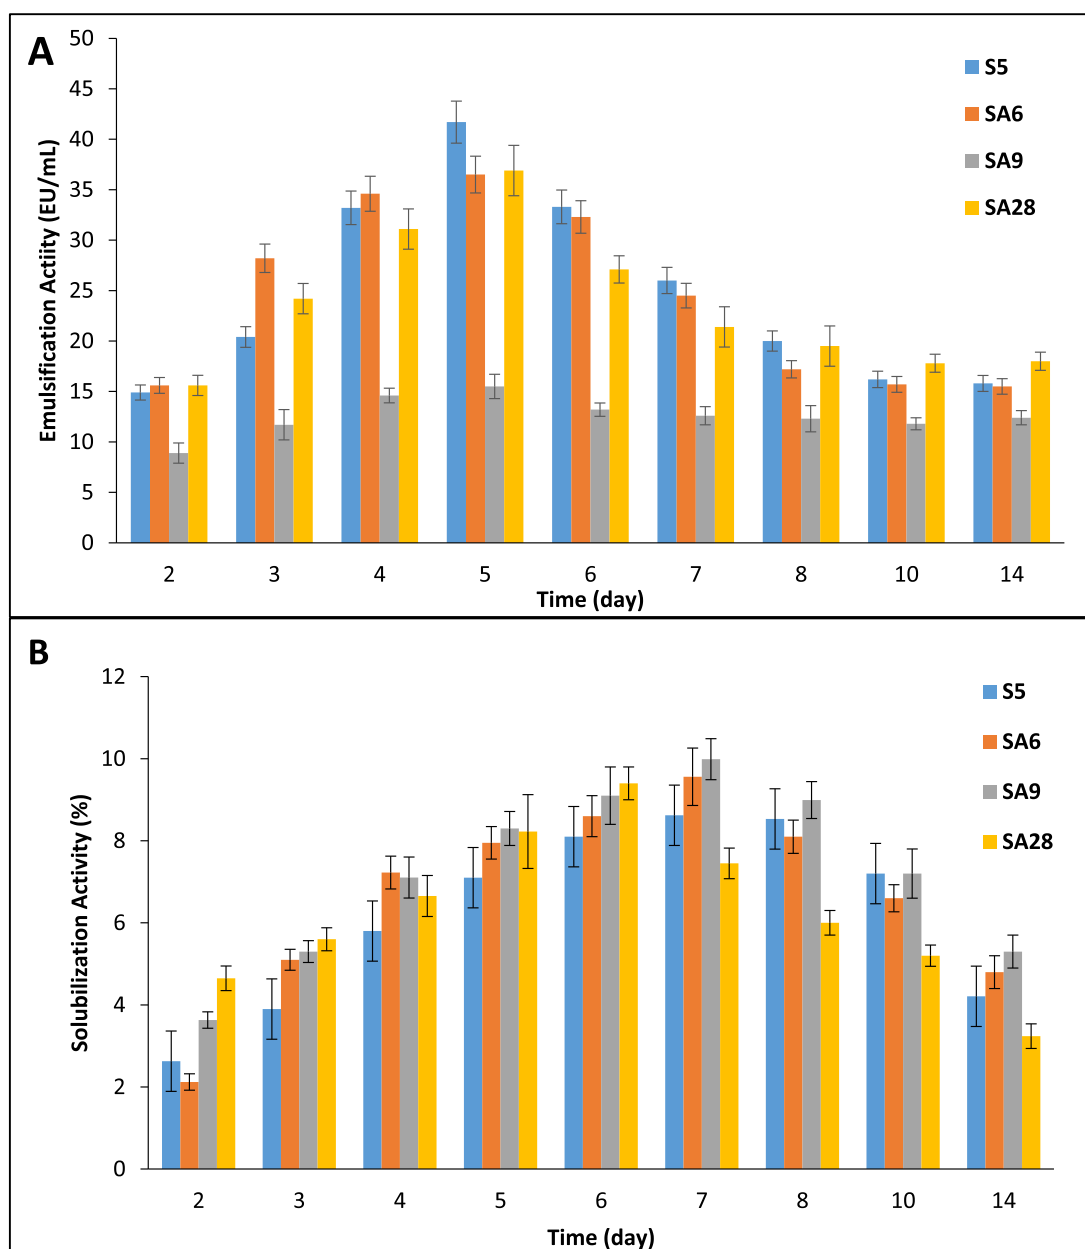 A
50
45
40
35
30
25
20
15
10
5
0
Emulsification Actiity (EU/mL)
S5
SA6
SA9
SA28
2 3 4 5 6 7 8 10 14
Time (day)
B
12
10
8
6
4
2
0
Solubilization Activity (%)
S5
SA6
SA9
SA28
2 3 4 5 6 7 8 10 14
Time (day)